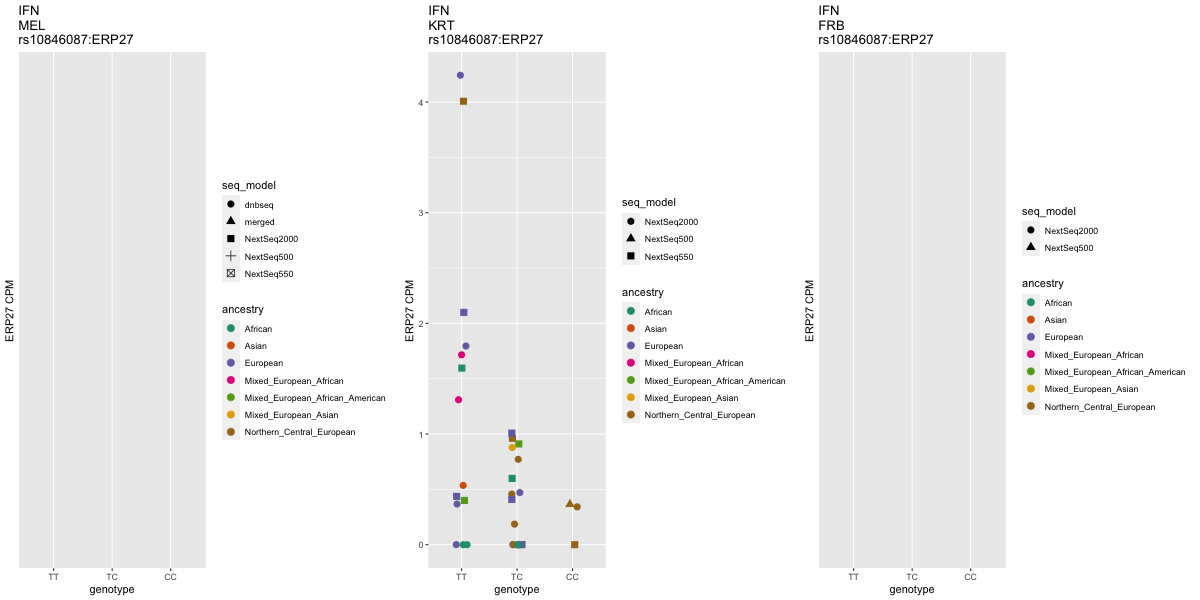 IFN
MEL
rs10846087:ERP27
ERP27 CPM
TT
TC
CC
genotype
seq_model
dnbseq
merged
NextSeq2000
NextSeq500
NextSeq550
ancestry
African
Asian
European
Mixed_European_African
Mixed_European_African_American
Mixed_European_Asian
Northern_Central_European
IFN
KRT
rs10846087:ERP27
ERP27 CPM
4
3
2
1
0
TT
TC
CC
genotype
seq_model
NextSeq2000
NextSeq500
NextSeq550
ancestry
African
Asian
European
Mixed_European_African
Mixed_European_African_American
Mixed_European_Asian
Northern_Central_European
IFN
FRB
rs10846087:ERP27
ERP27 CPM
TT
TC
CC
genotype
seq_model
NextSeq2000
NextSeq500
ancestry
African
Asian
European
Mixed_European_African
Mixed_European_African_American
Mixed_European_Asian
Northern_Central_European